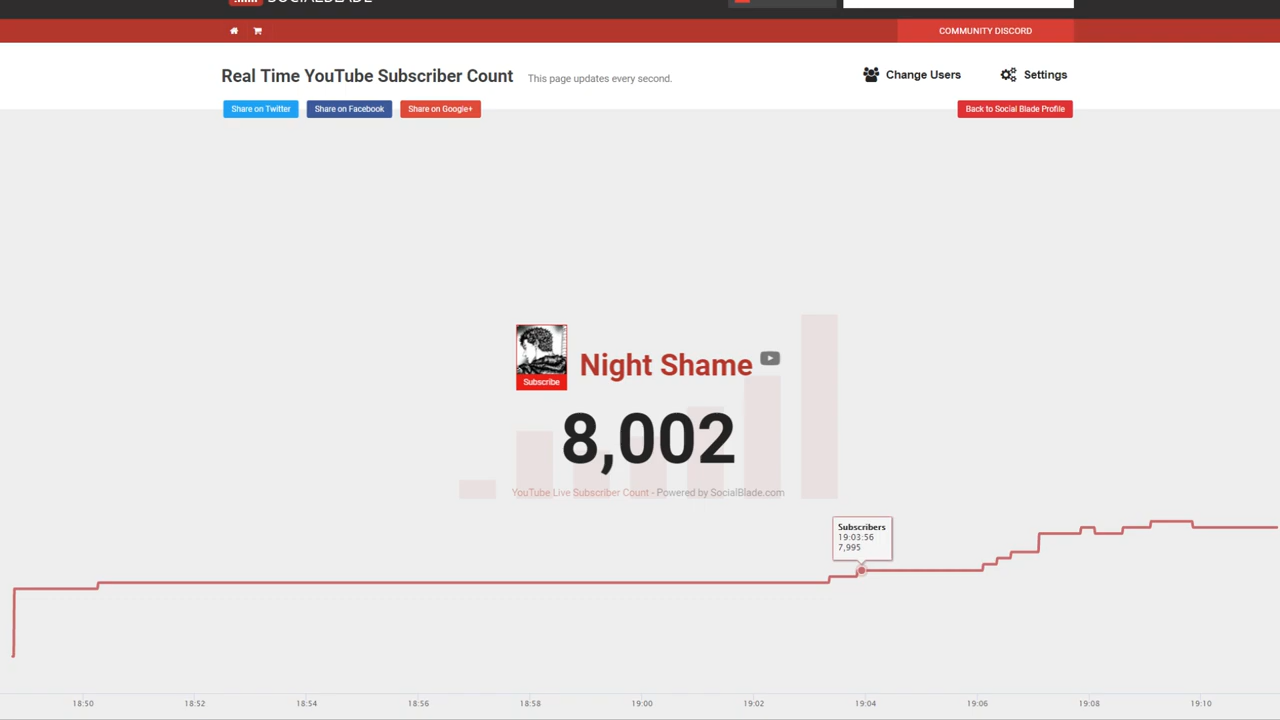 SOCIALBLADE
COMMUNITY DISCORD
Real Time YouTube Subscriber Count
This page updates every second.
Change Users
Settings
Share on Twitter
Share on Facebook
Share on Google+
Back to Social Blade Profile
Subscribe
Night Shame
8,002
YouTube Live Subscriber Count - Powered by SocialBlade.com
Subscribers
19:03:56
7,995
18:50
18:52
18:54
18:56
18:58
19:00
19:02
19:04
19:06
19:08
19:10